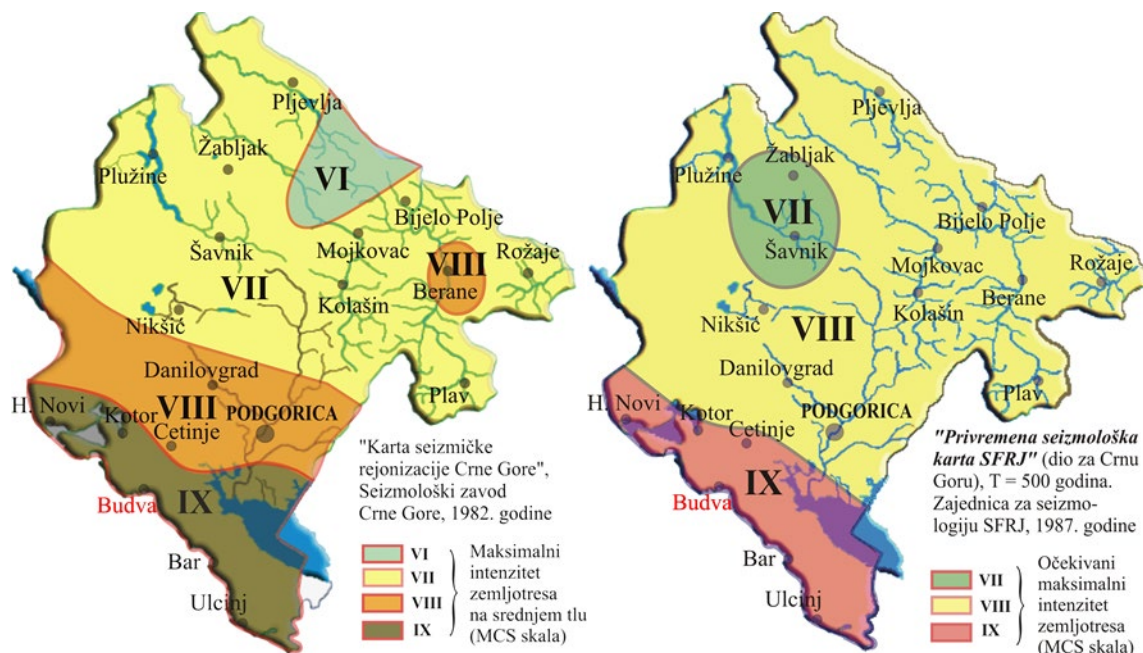 Pljevlja
Žabljak
Plužine
VI
Bijelo Polje
Šavnik
Mojkovac
Rožaje
VIII
VII
Berane
Kolašin
Nikšić
Danilovgrad
Plav
VIII
H. Novi
Kotor
PODGORICA
Cetinje
IX
Budva
Bar
Ulcinj
"Karta seizmičke
rejonizacije Crne Gore",
Seizmološki zavod
Crne Gore, 1982. godine
VI
VII
VIII
IX
Maksimalni
intenzitet
zemljotresa
na srednjem tlu
(MCS skala)
Pljevlja
Žabljak
Plužine
VII
Bijelo Polje
Šavnik
Mojkovac
Rožaje
Berane
Kolašin
Nikšić
VIII
Danilovgrad
Plav
H. Novi
Kotor
PODGORICA
Cetinje
IX
Budva
Bar
Ulcinj
"Privremena seizmološka
karta SFRJ" (dio za Crnu
Goru), T = 500 godina.
Zajednica za seizmo-
logiju SFRJ, 1987. godine
VII
VIII
IX
Očekivani
maksimalni
intenzitet
zemljotresa
(MCS skala)